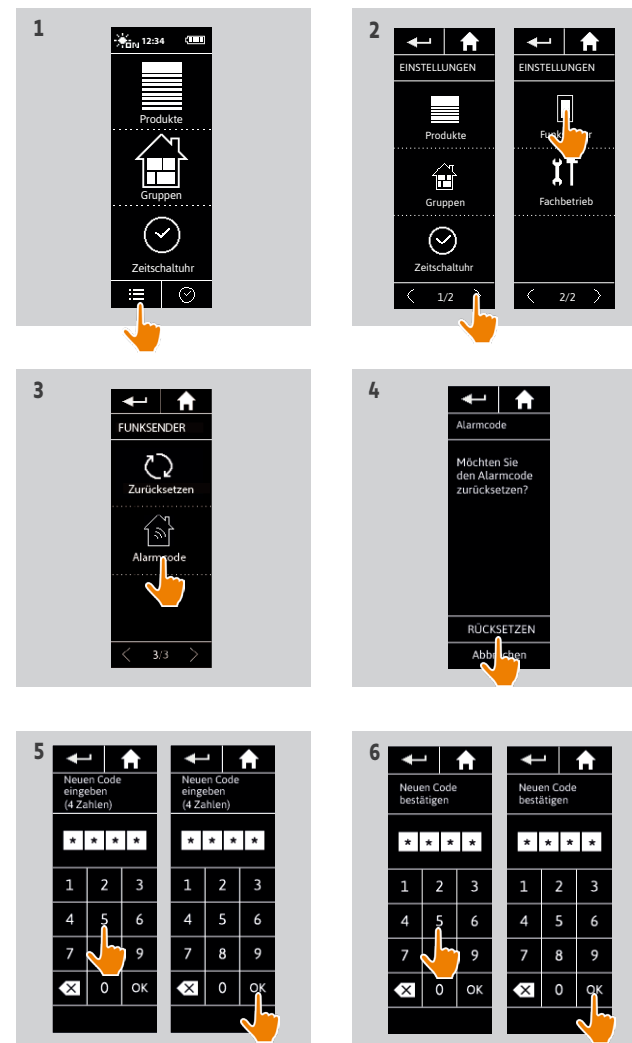 1
12:34
Produkte
Gruppen
Zeitschaltuhr
2
EINSTELLUNGEN
Produkte
Gruppen
Zeitschaltuhr
1/2
EINSTELLUNGEN
Fachbetrieb
2/2
3
FUNKSENDER
Zurücksetzen
Alarmcode
3/3
4
Alarmcode
Möchten Sie
den Alarmcode
zurücksetzen?
RÜCKSETZEN
Abbrechen
5
Neuen Code
eingeben
(4 Zahlen)
* * * *
1 2 3
4 5 6
7 9
0 OK
Neuen Code
eingeben
(4 Zahlen)
* * * *
1 2 3
4 5 6
7 8 9
0 OK
6
Neuen Code
bestätigen
* * * *
1 2 3
4 5 6
7 9
0 OK
Neuen Code
bestätigen
* * * *
1 2 3
4 5 6
7 8 9
0 OK